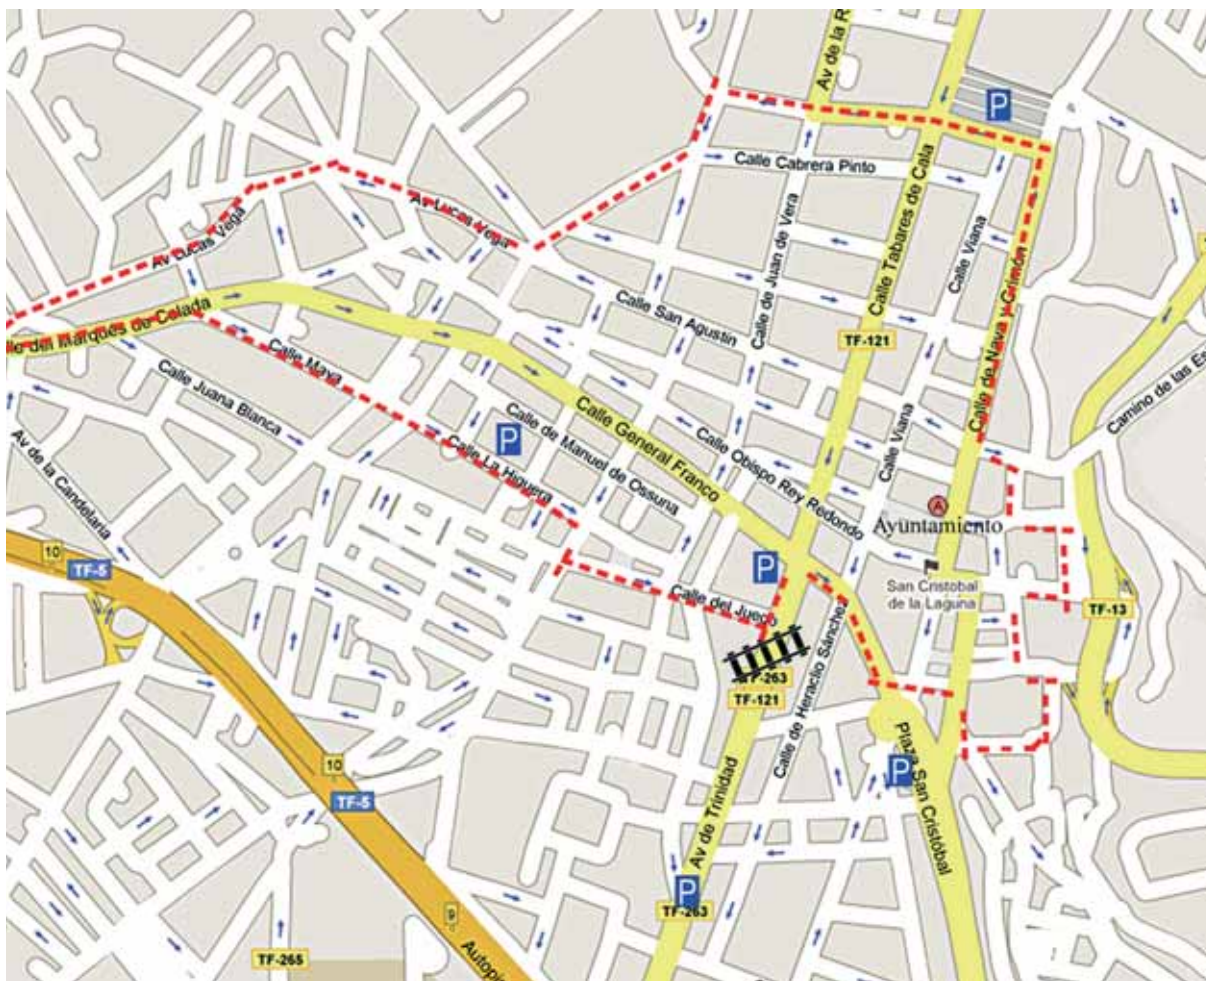 Av de la R
P
Calle Cabrera Pinto
Calle Tabares de Cala
Calle de Juan de Vera
Av Lucas Vega
Av Lucas Vega
Calle Viana
Calle de Nava y Grimón
Calle San Agustín
le del Marques de Celada
TF-121
Calle Maya
Camino de las Es
Calle Juana Blanca
Calle General Franco
Calle de Manuel de Ossuna
P
Calle La Higuera
Calle Obispo Rey Redondo
Calle Viana
Av de la Candelaria
A
Ayuntamiento
10
TF-5
P
San Cristobal
de la Laguna
Calle del Juego
TF-13
Calle de Heraclio Sánchez
TF-263
TF-121
Plaza San Cristóbal
10
TF-5
P
Av de Trinidad
P
TF-263
9
TF-265
Autopi